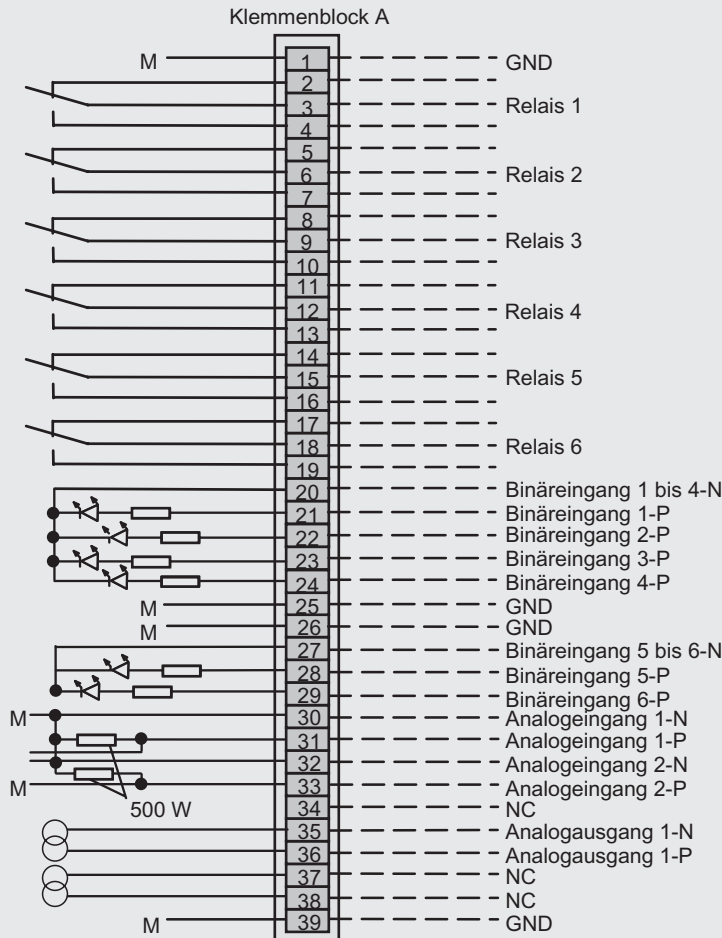 Klemmenblock A
M 1 GND
2
3 Relais 1
4
5
6 Relais 2
7
8
9 Relais 3
10
11
12 Relais 4
13
14
15 Relais 5
16
17
18 Relais 6
19
20 Binäreingang 1 bis 4-N
21 Binäreingang 1-P
22 Binäreingang 2-P
23 Binäreingang 3-P
24 Binäreingang 4-P
M 25 GND
M 26 GND
27 Binäreingang 5 bis 6-N
28 Binäreingang 5-P
29 Binäreingang 6-P
M 30 Analogeingang 1-N
31 Analogeingang 1-P
32 Analogeingang 2-N
M 33 Analogeingang 2-P
500 W 34 NC
35 Analogausgang 1-N
36 Analogausgang 1-P
37 NC
38 NC
M 39 GND